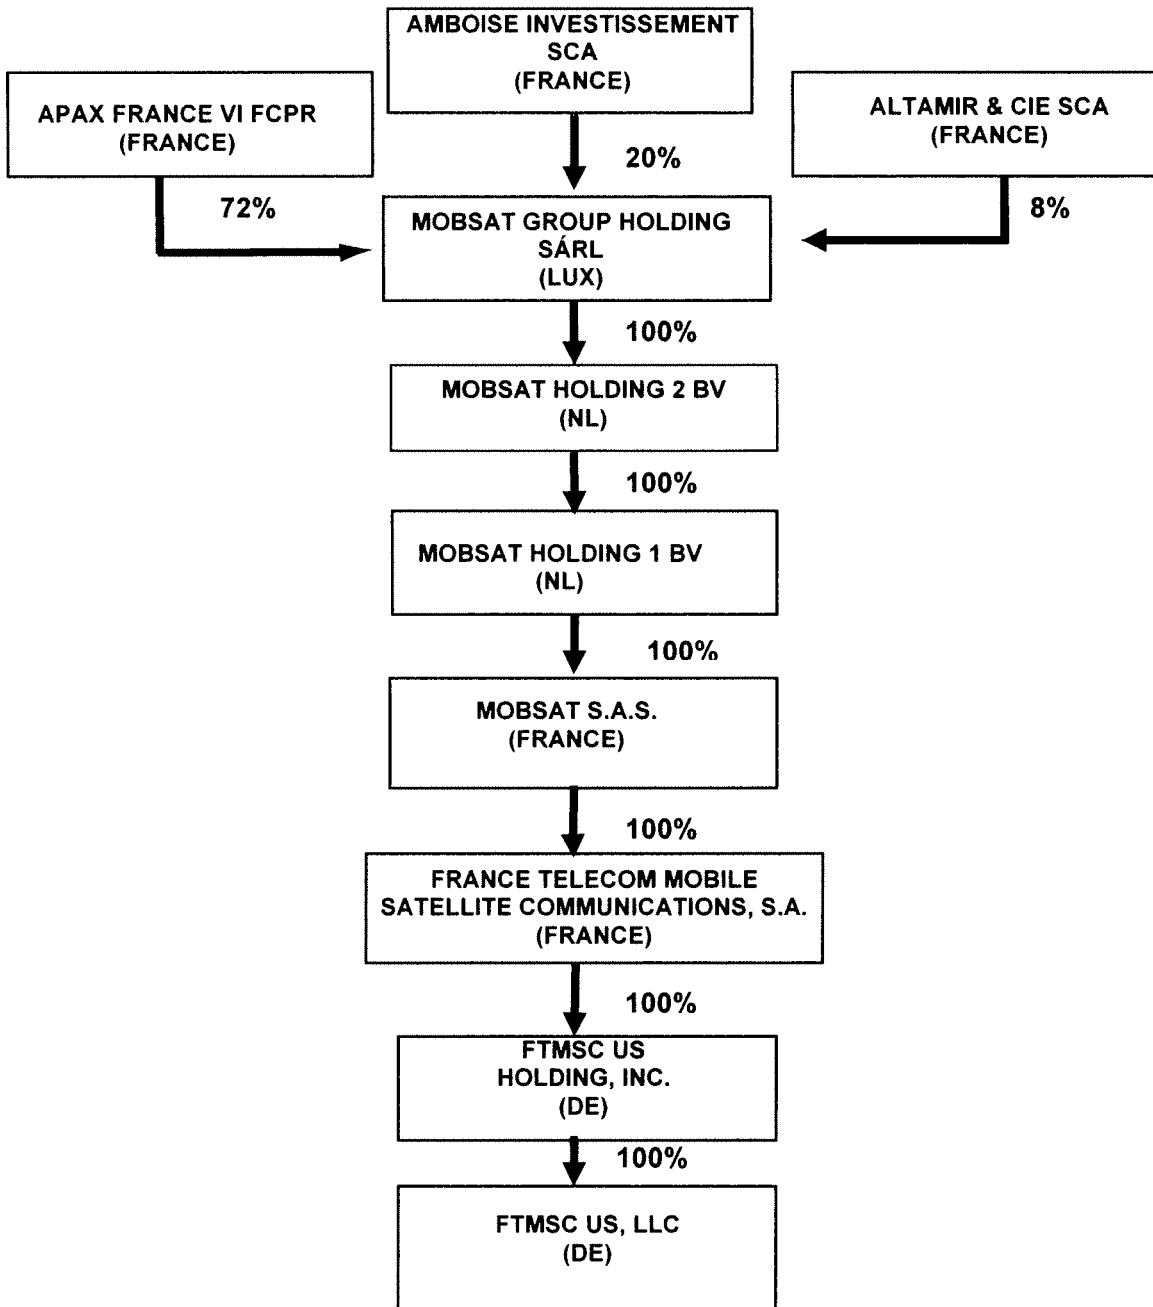 AMBOISE INVESTISSEMENT
SCA
(FRANCE)
APAX FRANCE VI FCPR
(FRANCE)
ALTAMIR & CIE SCA
(FRANCE)
20%
72%
8%
MOBSAT GROUP HOLDING
SÁRL
(LUX)
100%
MOBSAT HOLDING 2 BV
(NL)
100%
MOBSAT HOLDING 1 BV
(NL)
100%
MOBSAT S.A.S.
(FRANCE)
100%
FRANCE TELECOM MOBILE
SATELLITE COMMUNICATIONS, S.A.
(FRANCE)
100%
FTMSC US
HOLDING, INC.
(DE)
100%
FTMSC US, LLC
(DE)